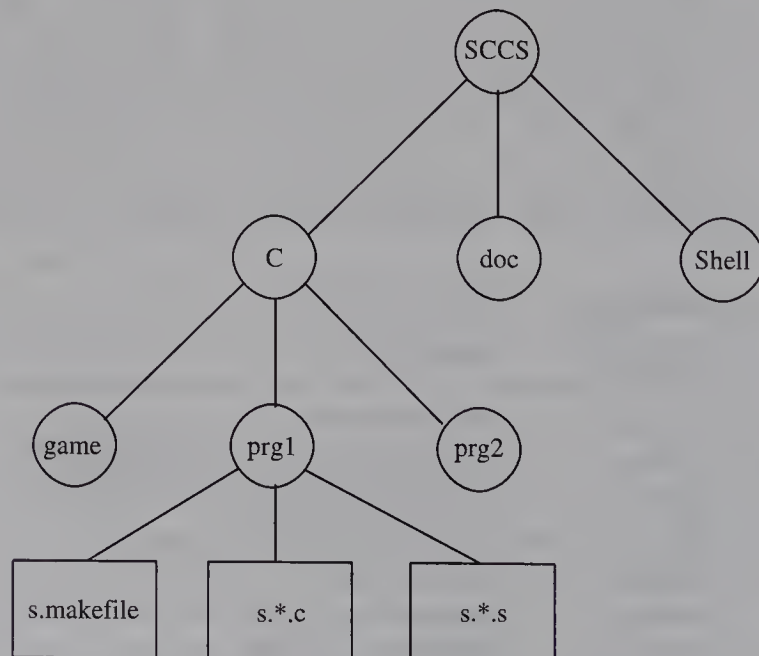 SCCS
C
doc
Shell
game
prg1
prg2
s.makefile
s.*.c
s.*.s